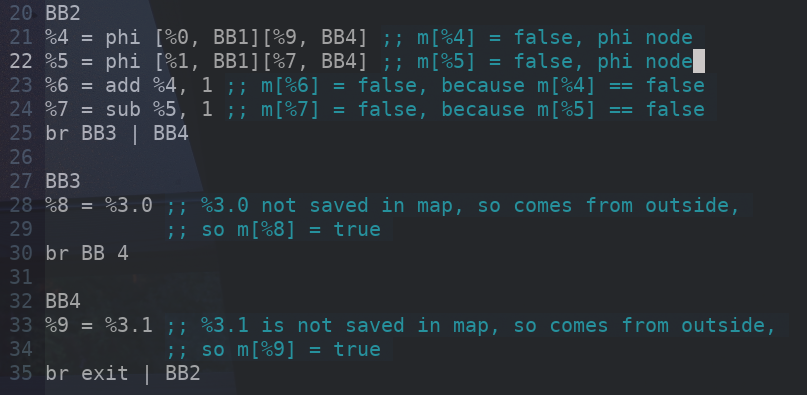 20 BB2
21 %4 = phi [%0, BB1][%9, BB4] ;; m[%4] = false, phi node
22 %5 = phi [%1, BB1][%7, BB4] ;; m[%5] = false, phi node
23 %6 = add %4, 1 ;; m[%6] = false, because m[%4] == false
24 %7 = sub %5, 1 ;; m[%7] = false, because m[%5] == false
25 br BB3 | BB4
26
27 BB3
28 %8 = %3.0 ;; %3.0 not saved in map, so comes from outside,
29           ;; so m[%8] = true
30 br BB 4
31
32 BB4
33 %9 = %3.1 ;; %3.1 is not saved in map, so comes from outside,
34           ;; so m[%9] = true
35 br exit | BB2